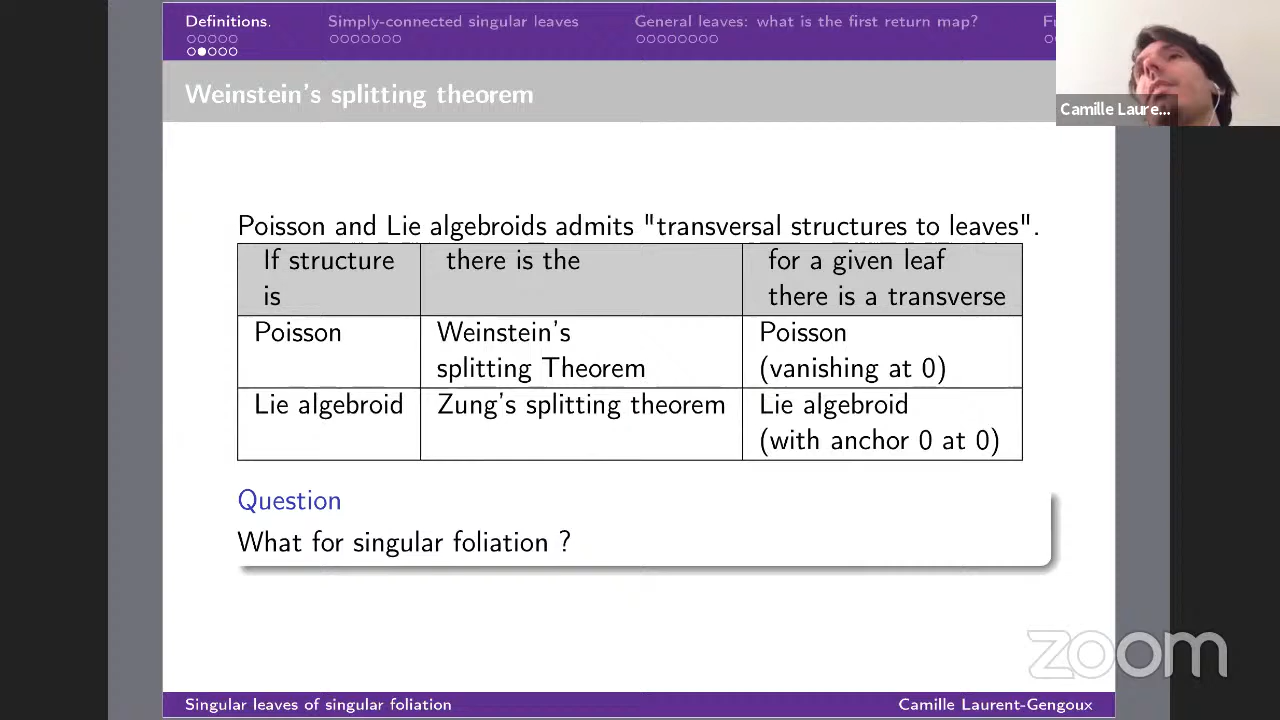 Definitions.
Simply-connected singular leaves
General leaves: what is the first return map?
Weinstein's splitting theorem
Camille Laure...
Poisson and Lie algebroids admits "transversal structures to leaves".
If structure is
there is the
for a given leaf there is a transverse
Poisson
Weinstein's splitting Theorem
Poisson (vanishing at 0)
Lie algebroid
Zung's splitting theorem
Lie algebroid (with anchor 0 at 0)
Question
What for singular foliation ?
zoom
Singular leaves of singular foliation
Camille Laurent-Gengoux